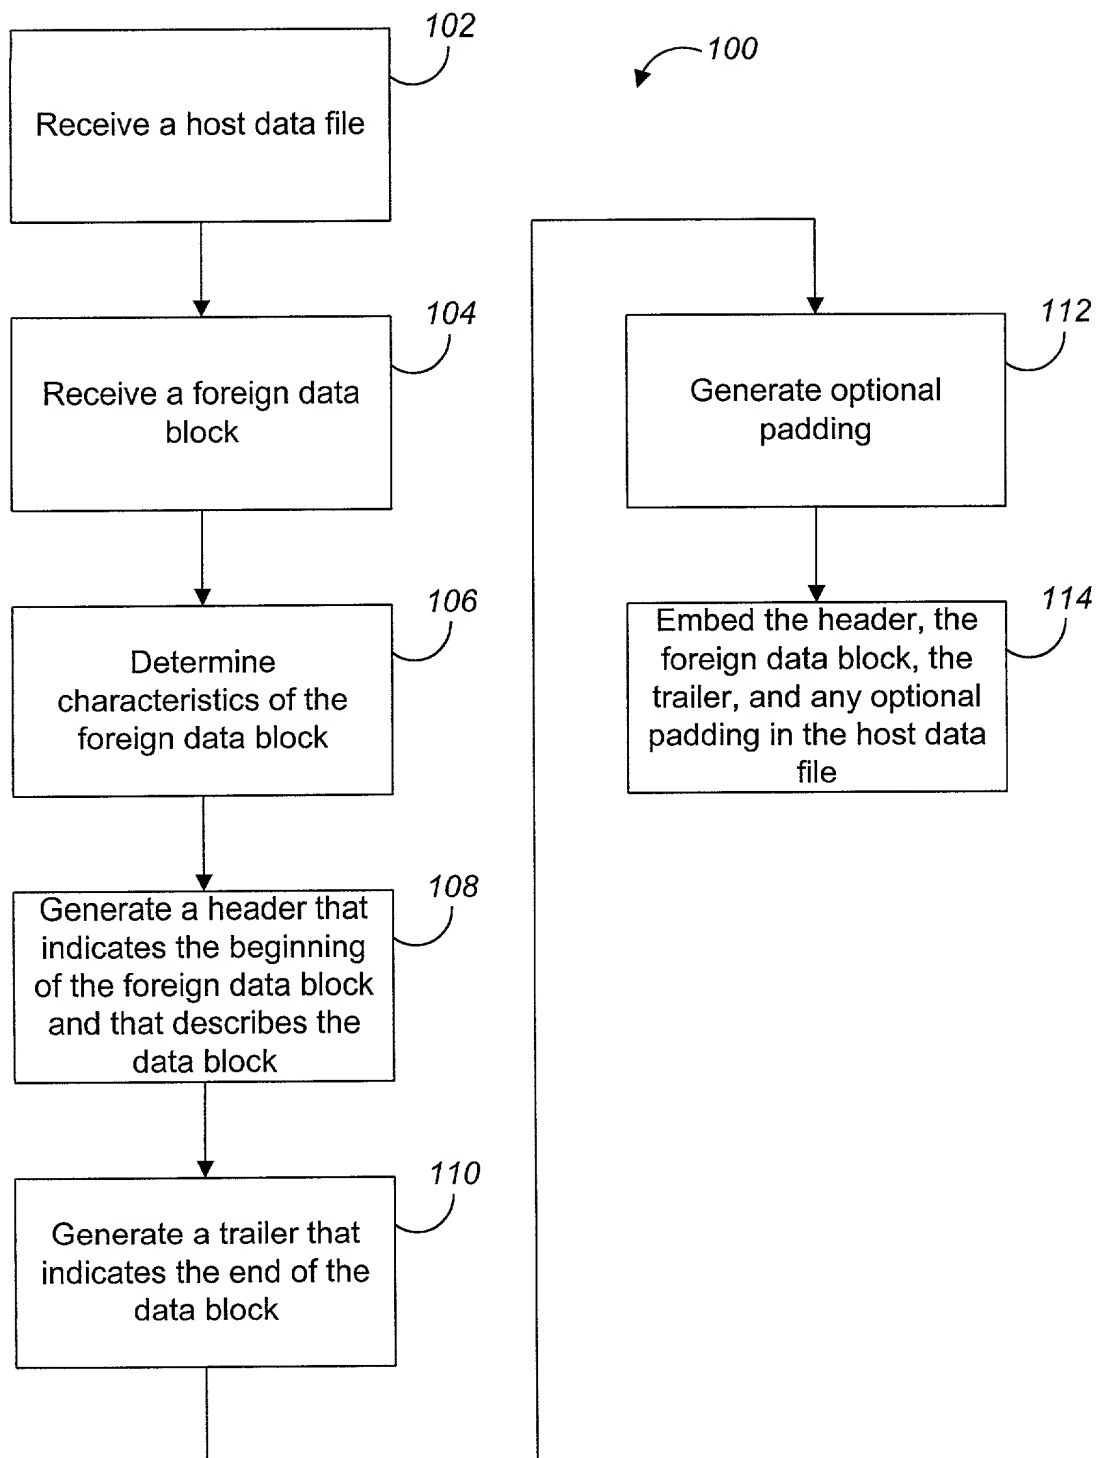 102
100
Receive a host data file
104
Receive a foreign data
block
106
Determine
characteristics of the
foreign data block
108
Generate a header that
indicates the beginning
of the foreign data block
and that describes the
data block
110
Generate a trailer that
indicates the end of the
data block
112
Generate optional
padding
114
Embed the header, the
foreign data block, the
trailer, and any optional
padding in the host data
file